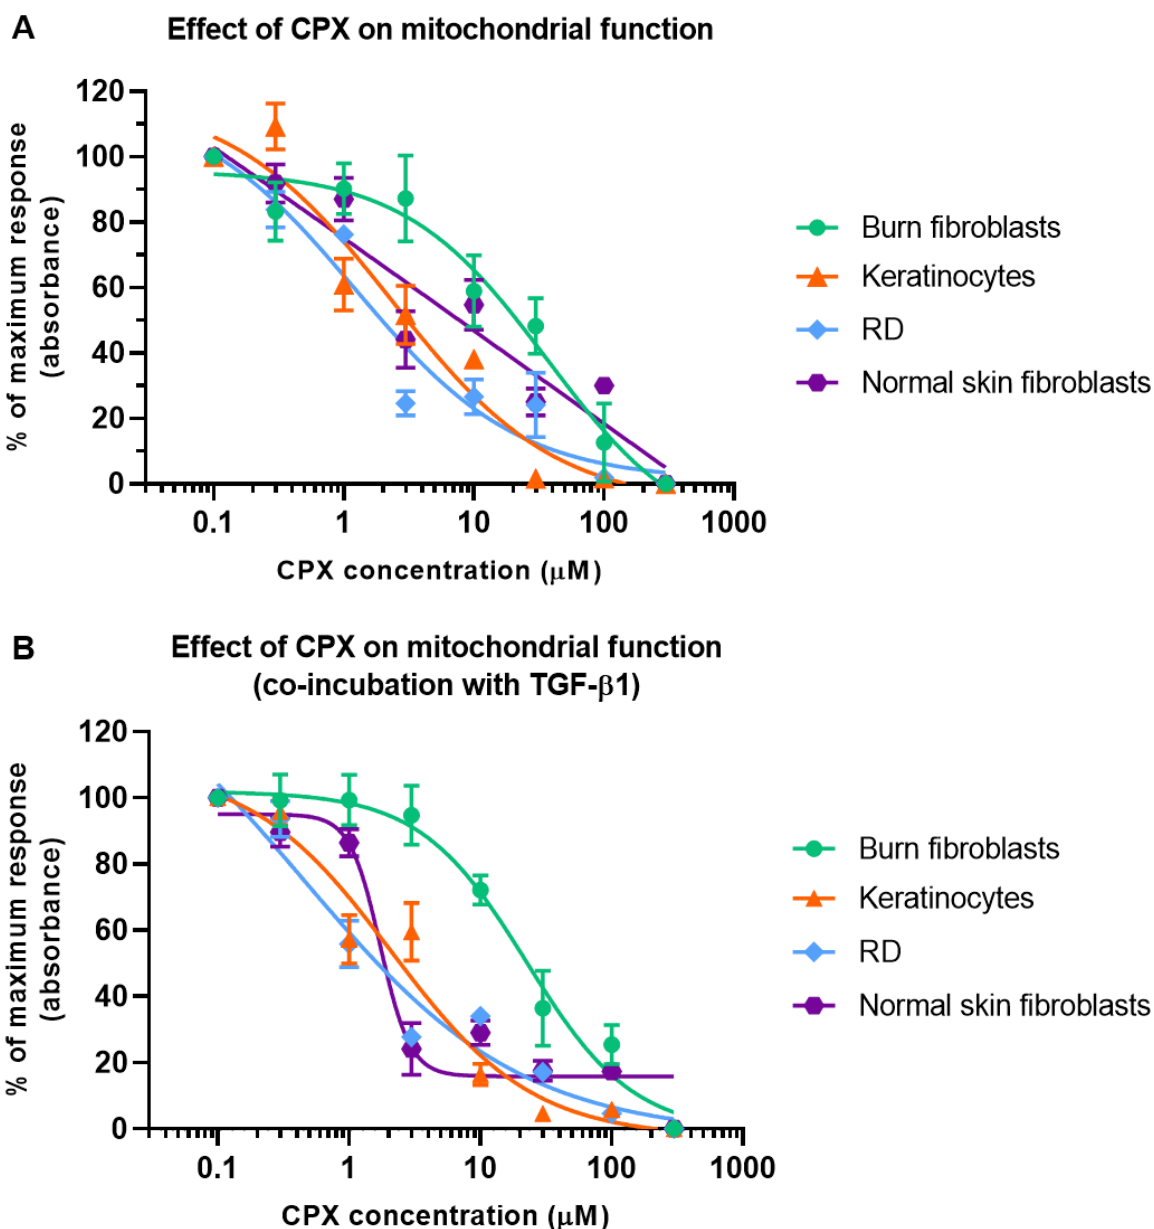 A
Effect of CPX on mitochondrial function
% of maximum response
(absorbance)
120
100
80
60
40
20
0
0.1 1 10 100 1000
CPX concentration (μM)
Burn fibroblasts
Keratinocytes
RD
Normal skin fibroblasts
B
Effect of CPX on mitochondrial function
(co-incubation with TGF-β1)
% of maximum response
(absorbance)
120
100
80
60
40
20
0
0.1 1 10 100 1000
CPX concentration (μM)
Burn fibroblasts
Keratinocytes
RD
Normal skin fibroblasts